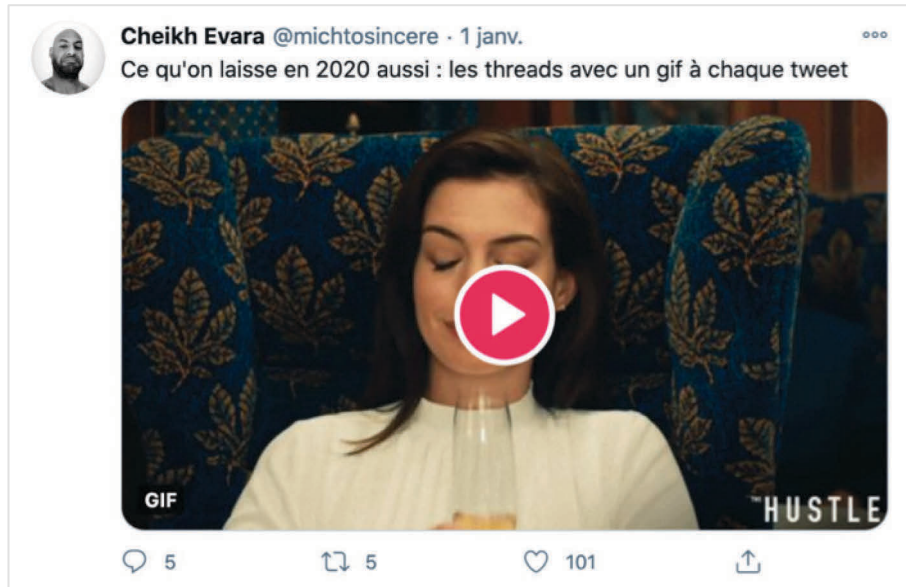 Cheikh Evara @michtosincere · 1 janv.
Ce qu'on laisse en 2020 aussi : les threads avec un gif à chaque tweet
GIF
THE HUSTLE
5 5 101